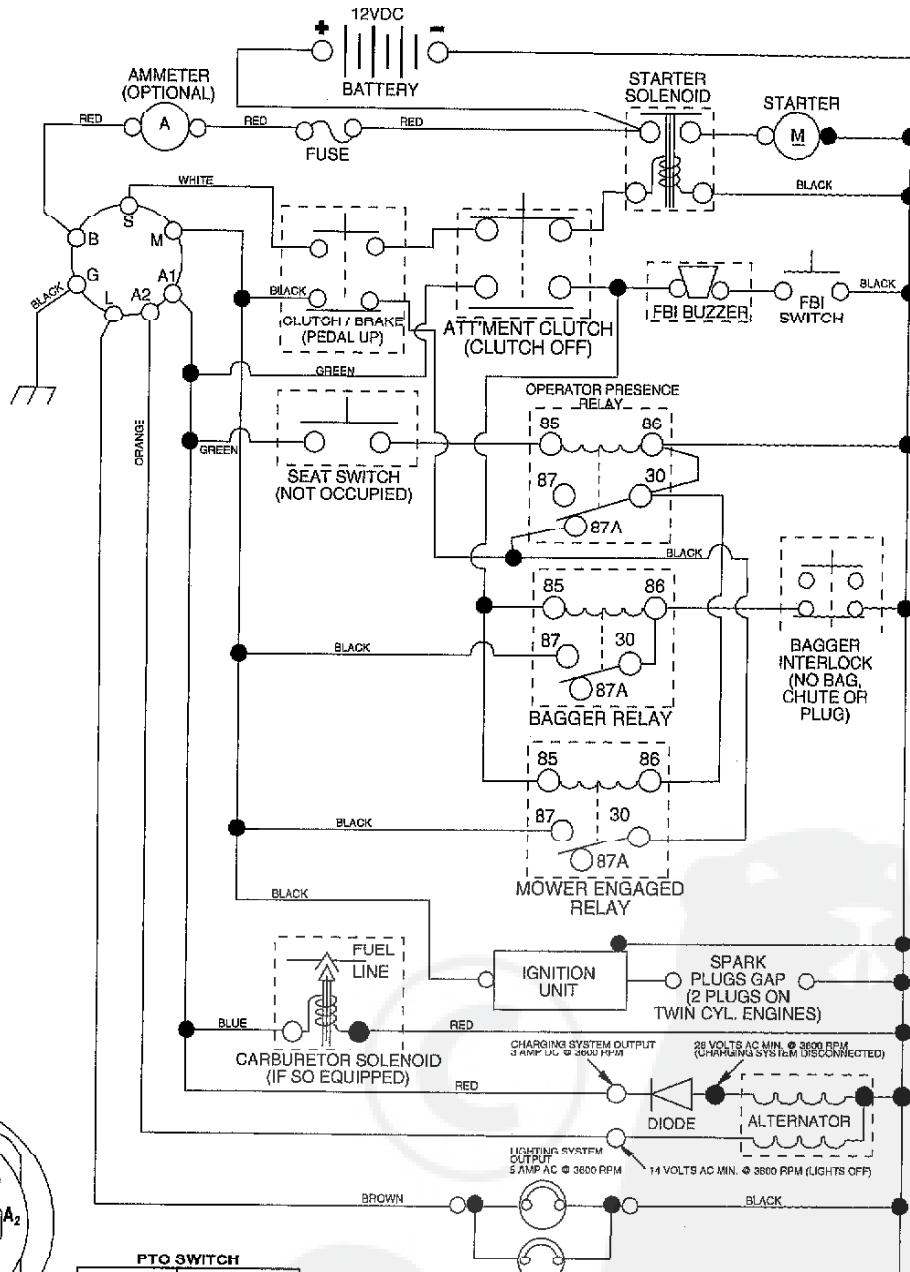 12VDC
+
-
BATTERY
AMMETER
(OPTIONAL)
STARTER
SOLENOID
STARTER
RED
A
RED
FUSE
RED
M
BLACK
WHITE
S
B
M
G
L
A2
A1
BLACK
BLACK
CLUTCH / BRAKE
(PEDAL UP)
ATT'MENT CLUTCH
(CLUTCH OFF)
FBI BUZZER
FBI
SWITCH
BLACK
GREEN
OPERATOR PRESENCE
RELAY
ORANGE
GREEN
SEAT SWITCH
(NOT OCCUPIED)
85
86
87
30
87A
BLACK
85
86
87
30
87A
BLACK
BAGGER RELAY
BAGGER
INTERLOCK
(NO BAG,
CHUTE OR
PLUG)
85
86
87
30
87A
BLACK
MOWER ENGAGED
RELAY
BLACK
FUEL
LINE
IGNITION
UNIT
SPARK
PLUGS GAP
(2 PLUGS ON
TWIN CYL. ENGINES)
BLUE
RED
CARBURETOR SOLENOID
(IF SO EQUIPPED)
CHARGING SYSTEM OUTPUT
3 AMP DC @ 3600 RPM
28 VOLTS AC MIN. @ 3600 RPM
(CHARGING SYSTEM DISCONNECTED)
RED
DIODE
ALTERNATOR
LIGHTING SYSTEM
OUTPUT
5 AMP AC @ 3600 RPM
14 VOLTS AC MIN. @ 3600 RPM (LIGHTS OFF)
BROWN
BLACK
A2
PTO SWITCH
©